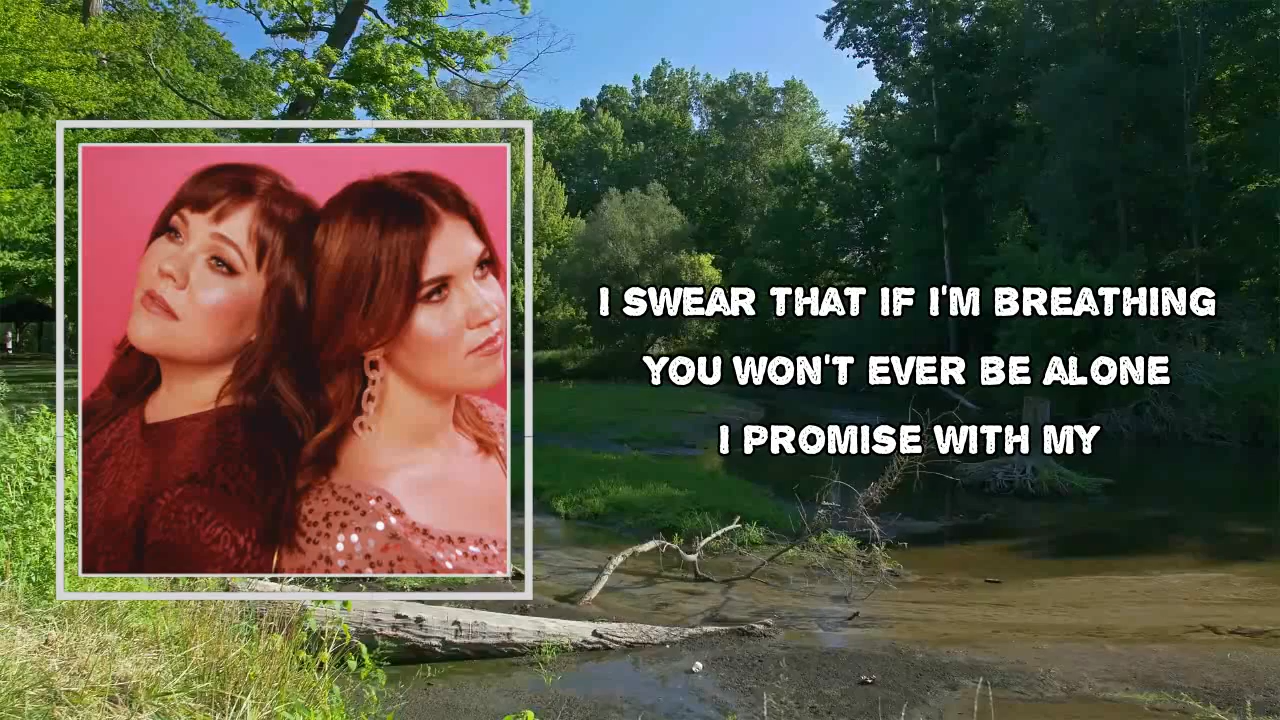 I SWEAR THAT IF I'M BREATHING
YOU WON'T EVER BE ALONE
I PROMISE WITH MY